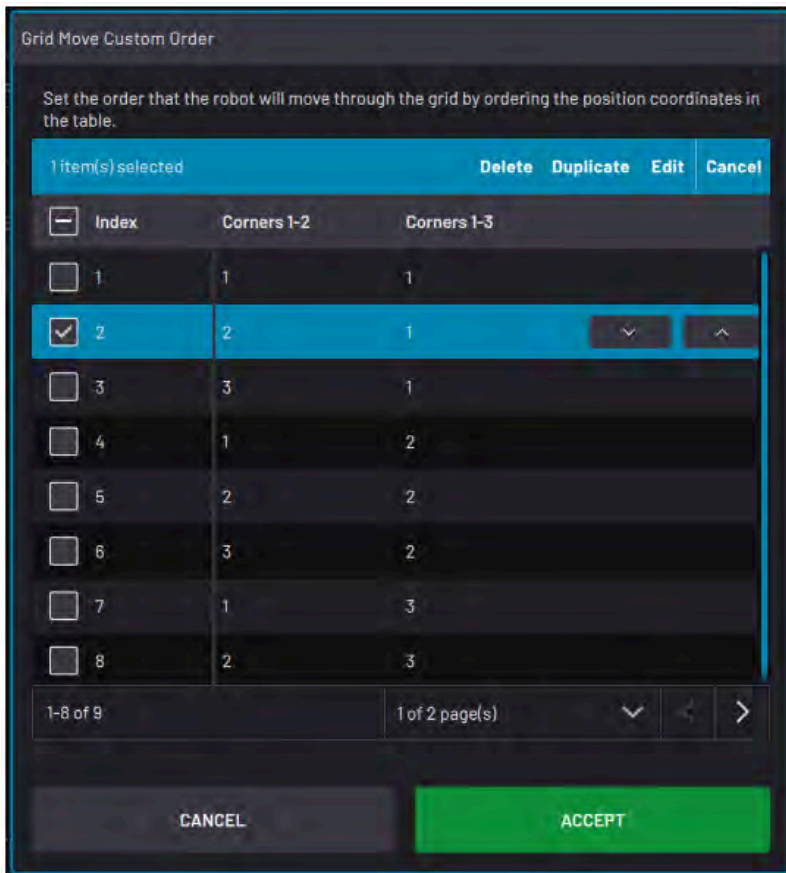 Grid Move Custom Order
Set the order that the robot will move through the grid by ordering the position coordinates in
the table.
1 item(s) selected Delete Duplicate Edit Cancel
Index Corners 1-2 Corners 1-3
1 1 1
2 2 1
3 3 1
4 1 2
5 2 2
6 3 2
7 1 3
8 2 3
1-8 of 9 1 of 2 page(s)
CANCEL ACCEPT